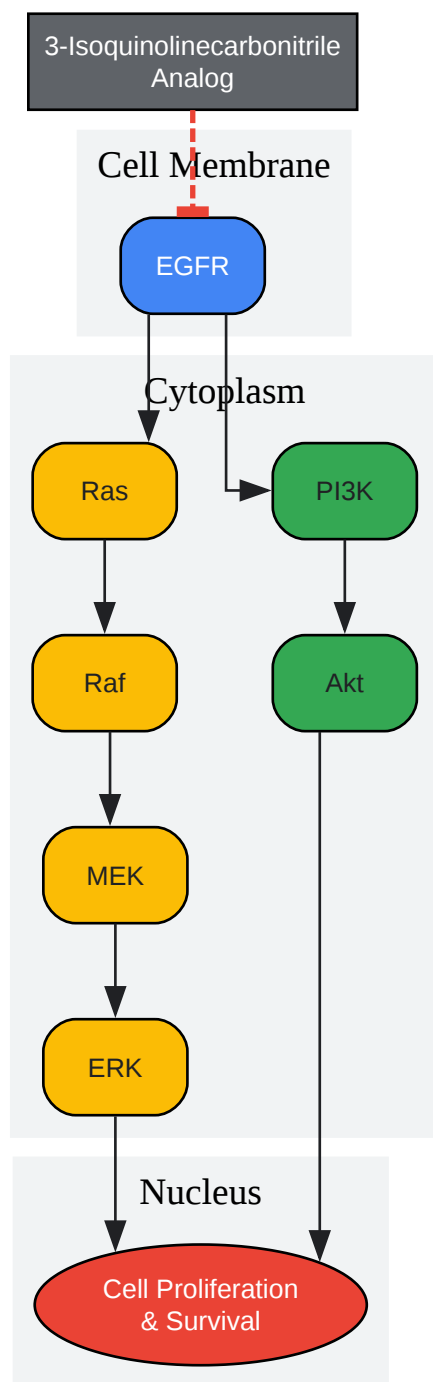 3-Isoquinolinecarbonitrile
Analog
Cell Membrane
EGFR
Cytoplasm
Ras
PI3K
Raf
Akt
MEK
ERK
Nucleus
Cell Proliferation
& Survival